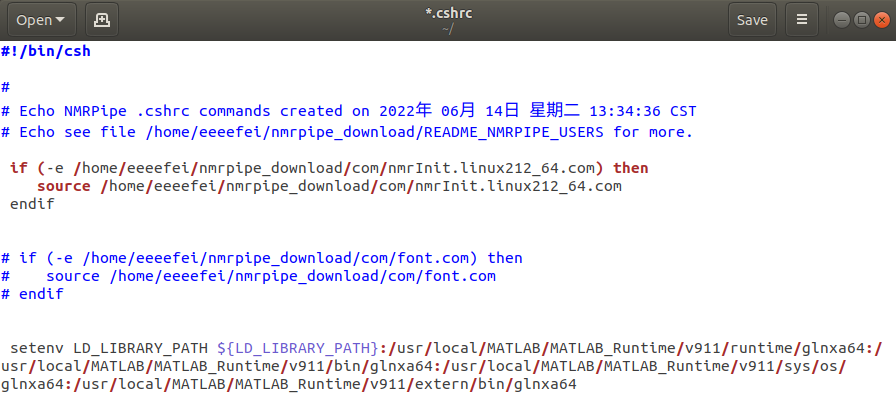 Open
*.cshrc
~/
Save
#!/bin/csh
#
# Echo NMRPipe .cshrc commands created on 2022年 06月 14日 星期二 13:34:36 CST
# Echo see file /home/eeeefei/nmrpipe_download/README_NMRPIPE_USERS for more.
if (-e /home/eeeefei/nmrpipe_download/com/nmrInit.linux212_64.com) then
source /home/eeeefei/nmrpipe_download/com/nmrInit.linux212_64.com
endif
# if (-e /home/eeeefei/nmrpipe_download/com/font.com) then
#    source /home/eeeefei/nmrpipe_download/com/font.com
# endif
setenv LD_LIBRARY_PATH ${LD_LIBRARY_PATH}:/usr/local/MATLAB/MATLAB_Runtime/v911/runtime/glnxa64:/
usr/local/MATLAB/MATLAB_Runtime/v911/bin/glnxa64:/usr/local/MATLAB/MATLAB_Runtime/v911/sys/os/
glnxa64:/usr/local/MATLAB/MATLAB_Runtime/v911/extern/bin/glnxa64